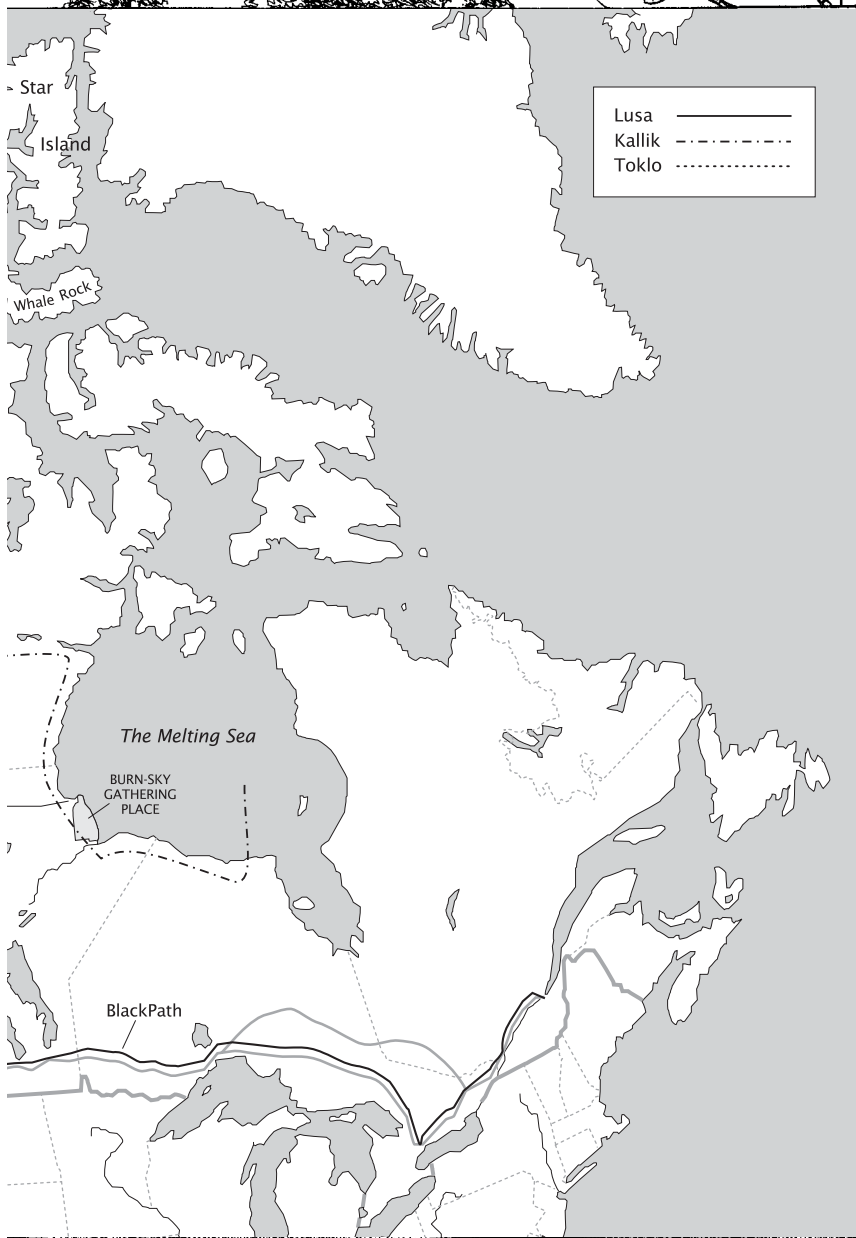 Star
Island
Whale Rock
Lusa
Kallik
Toklo
The Melting Sea
BURN-SKY
GATHERING
PLACE
BlackPath